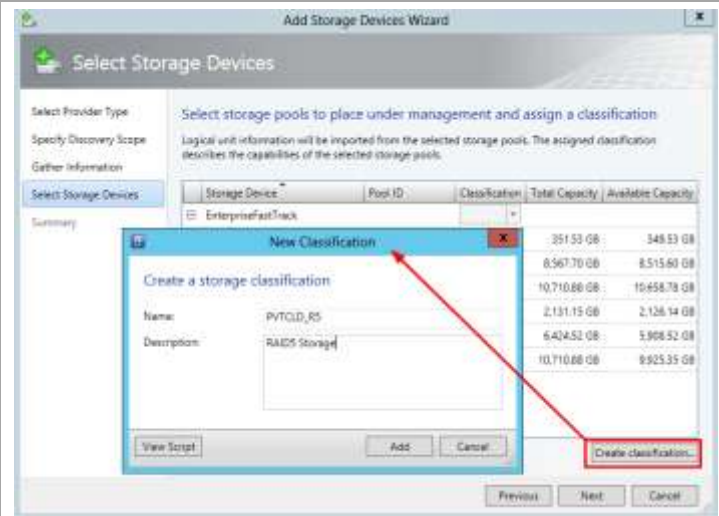 Add Storage Devices Wizard
x
Select Storage Devices
Select Provider Type
Specify Discovery Scope
Gather Information
Select Storage Devices
Summary
Select storage pools to place under management and assign a classification
Logical unit information will be imported from the selected storage pools. The assigned classification
describes the capabilities of the selected storage pools.
Storage Device Pool ID Classification Total Capacity Available Capacity
EnterpriseFastTrack
351.53 GB 348.53 GB
8,567.70 GB 8,515.60 GB
10,710.88 GB 10,658.78 GB
2,131.15 GB 2,126.14 GB
6,424.52 GB 5,908.52 GB
10,710.88 GB 9,925.35 GB
New Classification
x
Create a storage classification
Name: PVTCLD_R5
Description: RAID5 Storage
View Script Add Cancel
Create classification...
Previous Next Cancel